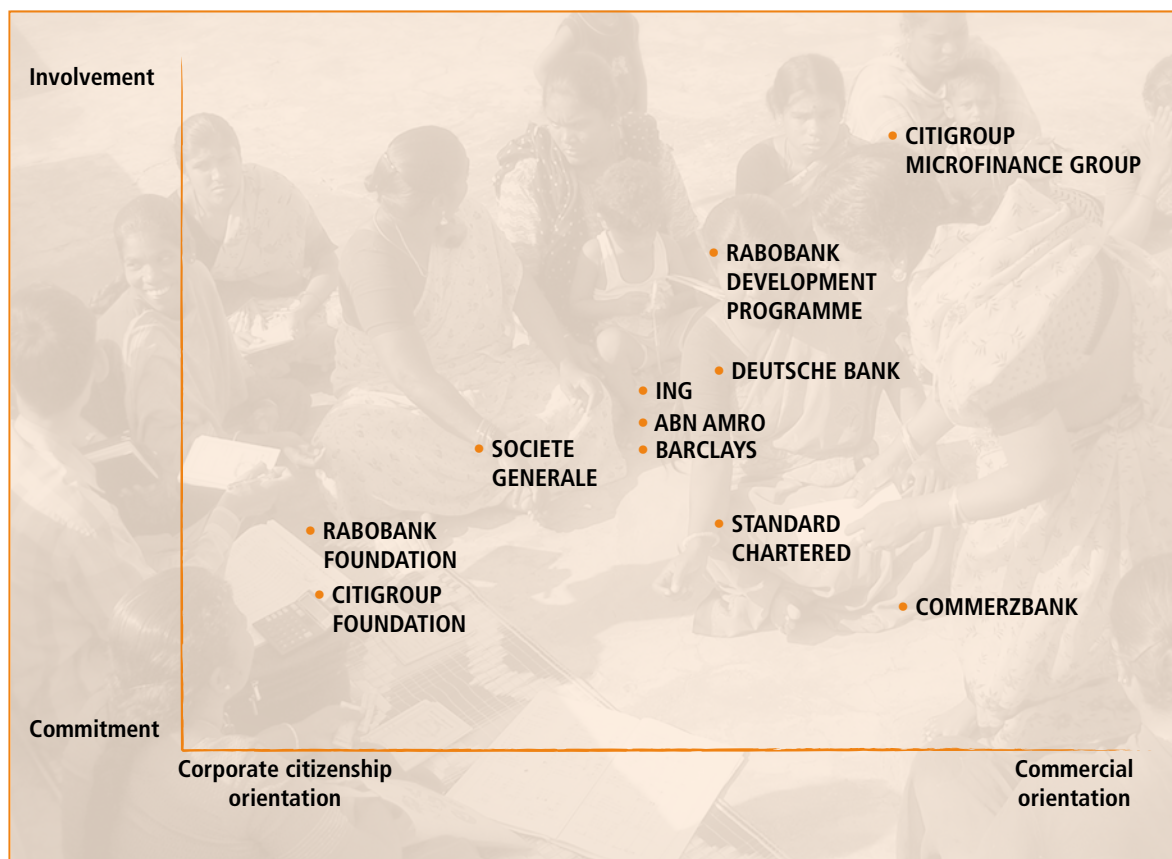 Involvement
• CITIGROUP
MICROFINANCE GROUP
• RABOBANK
DEVELOPMENT
PROGRAMME
• DEUTSCHE BANK
• ING
• ABN AMRO
• BARCLAYS
• SOCIETE
GENERALE
• STANDARD
CHARTERED
• RABOBANK
FOUNDATION
• CITIGROUP
FOUNDATION
• COMMERZBANK
Commitment
Corporate citizenship
orientation
Commercial
orientation